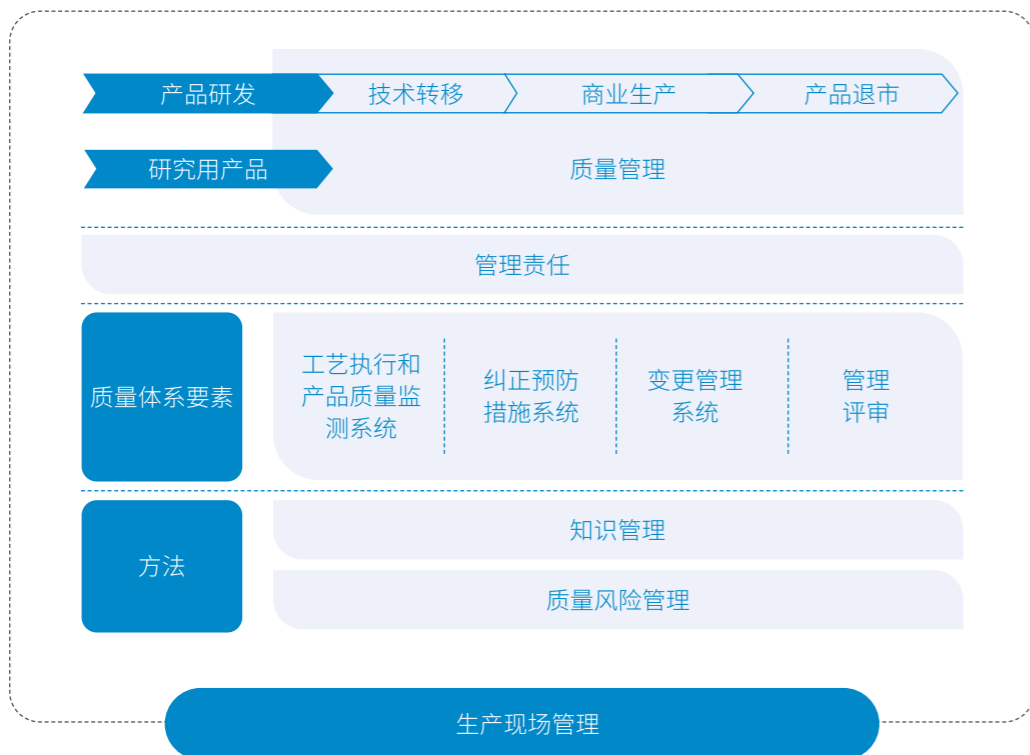 产品研发
技术转移
商业生产
产品退市
研究用产品
质量管理
管理责任
质量体系要素
工艺执行和
产品质量监
测系统
纠正预防
措施系统
变更管理
系统
管理
评审
方法
知识管理
质量风险管理
生产现场管理